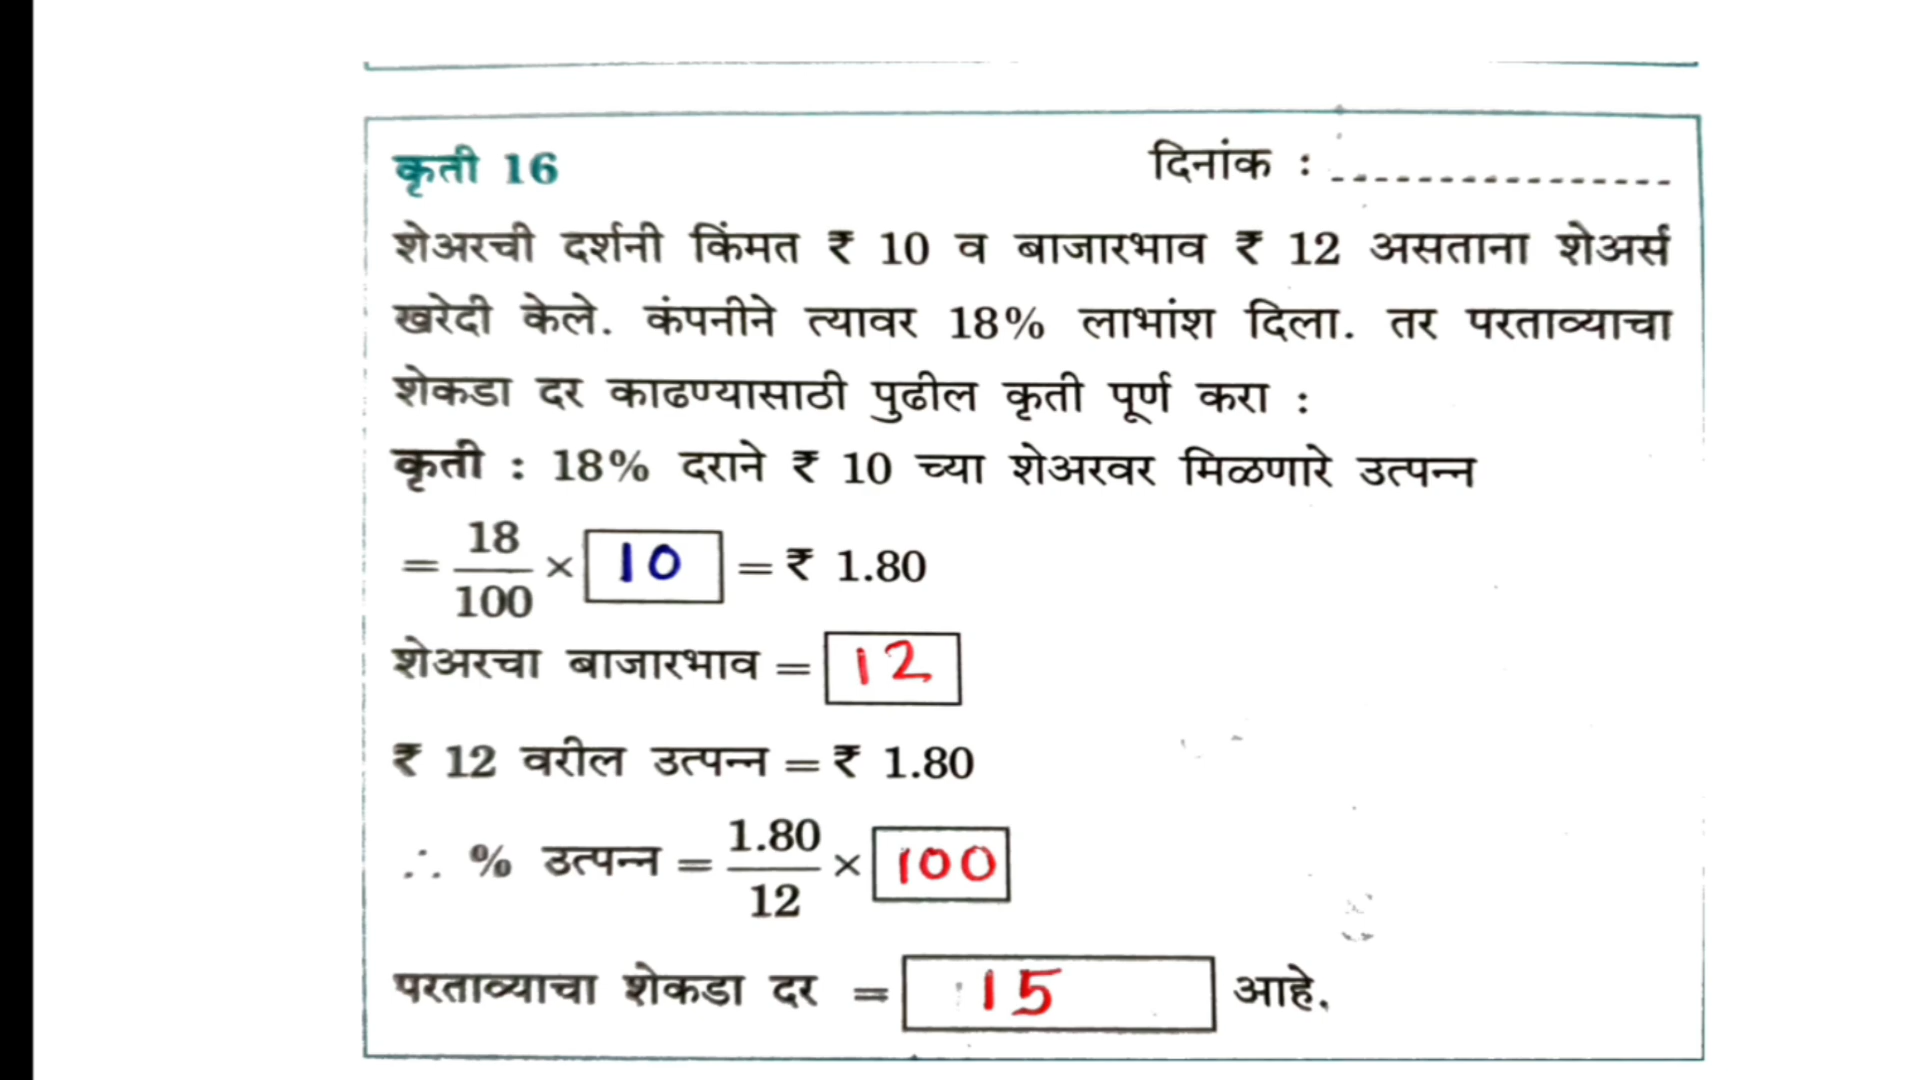 कृती 16 दिनांक : ................
शेअरची दर्शनी किंमत ₹ 10 व बाजारभाव ₹ 12 असताना शेअर्स
खरेदी केले. कंपनीने त्यावर 18% लाभांश दिला. तर परताव्याचा
शेकडा दर काढण्यासाठी पुढील कृती पूर्ण करा :
कृती : 18% दराने ₹ 10 च्या शेअरवर मिळणारे उत्पन्न
= 18/100 × 10 = ₹ 1.80
शेअरचा बाजारभाव = 12
₹ 12 वरील उत्पन्न = ₹ 1.80
∴ % उत्पन्न = 1.80/12 × 100
परताव्याचा शेकडा दर = 15 आहे.